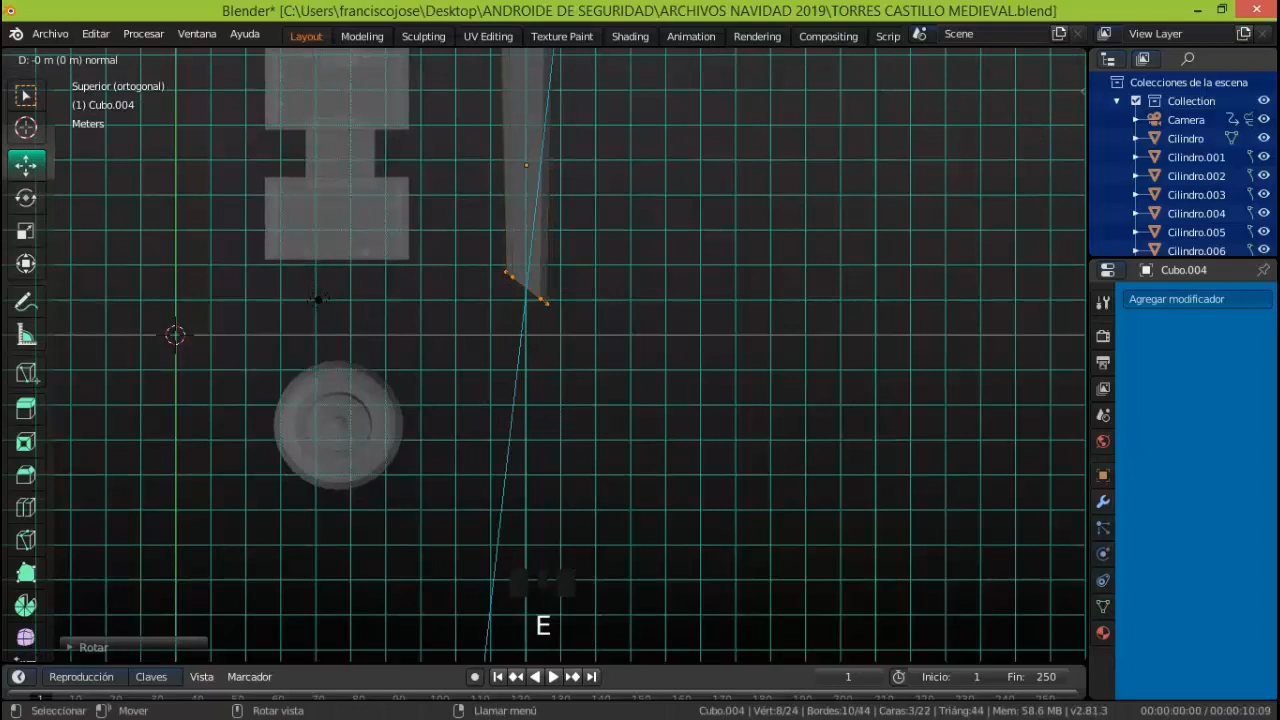 Blender* [C:\Users\franciscojose\Desktop\ANDROIDE DE SEGURIDAD\ARCHIVOS NAVIDAD 2019\TORRES CASTILLO MEDIEVAL.blend]
Archivo Editar Procesar Ventana Ayuda Layout Modeling Sculpting UV Editing Texture Paint Shading Animation Rendering Compositing Scrip Scene View Layer
D: -0 m (0 m) normal
Superior (ortogonal)
(1) Cubo.004
Meters
Colecciones de la escena
Collection
Camera
Cilindro
Cilindro.001
Cilindro.002
Cilindro.003
Cilindro.004
Cilindro.005
Cilindro.006
Cubo.004
Agregar modificador
E
Rotar
Reproducción Claves Vista Marcador 1 Inicio: 1 Fin: 250
Seleccionar Mover Rotar vista Llamar menú Cubo.004 | Vért:8/24 | Bordes:10/44 | Caras:3/22 | Triáng:44 | Mem: 58.6 MB | v2.81.3 00:00:00:00 / 00:00:10:09